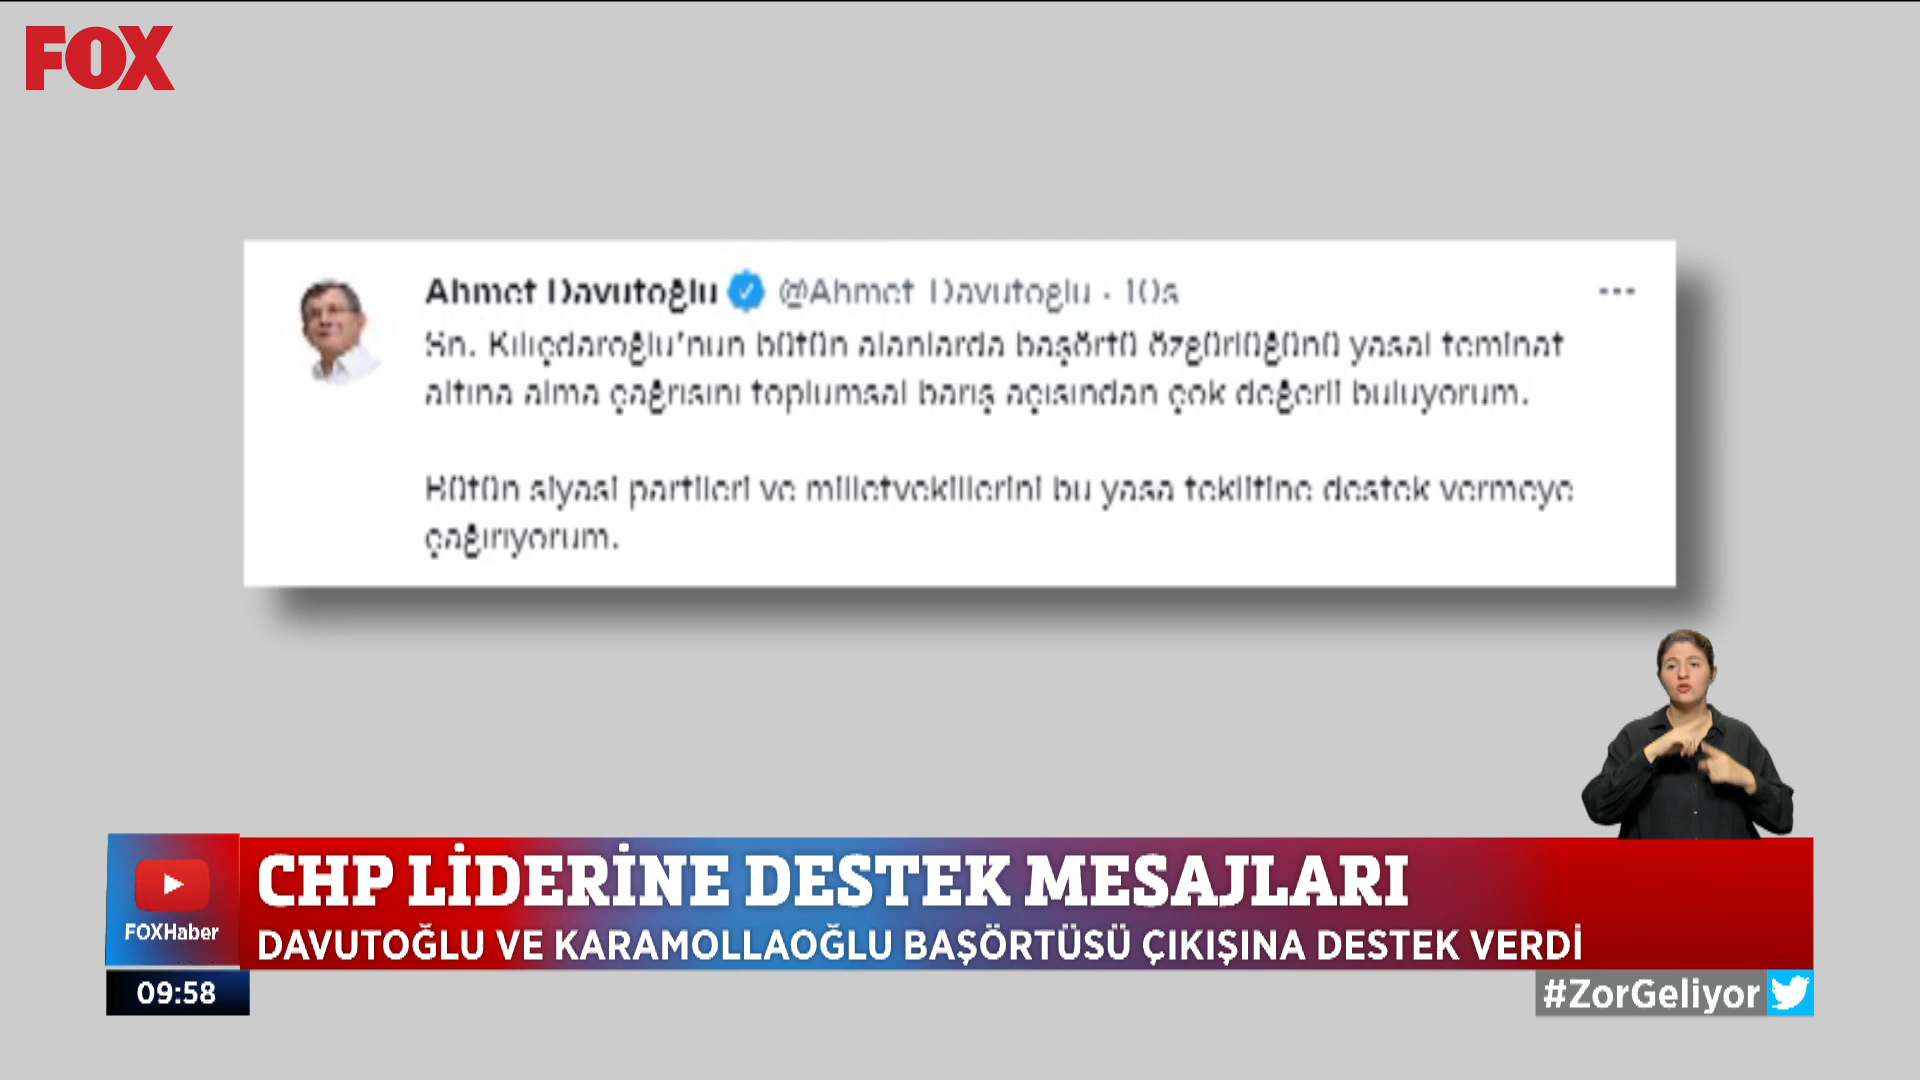 FOX
Ahmet Davutoğlu @Ahmet_Davutoglu · 10s
Sn. Kılıçdaroğlu'nun bütün alanlarda başörtü özgürlüğünü yasal teminat
altına alma çağrısını toplumsal barış açısından çok değerli buluyorum.
Bütün siyasi partileri ve milletvekillerini bu yasa teklifine destek vermeye
çağırıyorum.
CHP LİDERİNE DESTEK MESAJLARI
FOXHaber
DAVUTOĞLU VE KARAMOLLAOĞLU BAŞÖRTÜSÜ ÇIKIŞINA DESTEK VERDİ
09:58
#ZorGeliyor